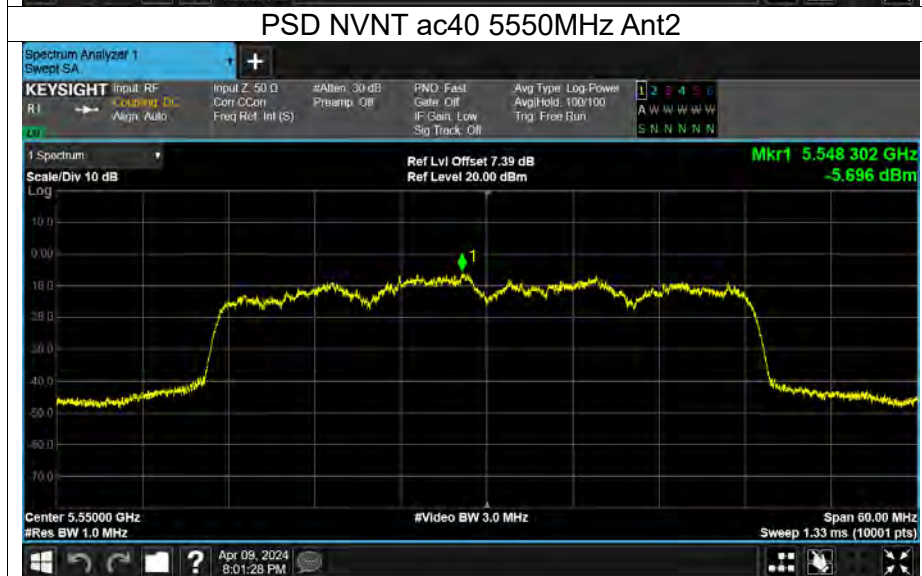 PSD NVNT ac40 5550MHz Ant2
Spectrum Analyzer 1
Swept SA
+
KEYSIGHT Input: RF Input Z: 50 Ω #Atten: 30 dB PNO: Fast Avg Type: Log-Power 1 2 3 4 5 6
Coupling: DC Corr CCorr Preamp: Off Gate: Off Avg|Hold: 100/100 A W W W W W
Align: Auto Freq Ref: Int (S) IF Gain: Low Trig: Free Run
Sig Track: Off S N N N N N
1 Spectrum Ref Lvl Offset 7.39 dB Mkr1 5.548 302 GHz
Scale/Div 10 dB Ref Level 20.00 dBm -5.696 dBm
Log
10.0
0.00
1
-10.0
-20.0
-30.0
-40.0
-50.0
-60.0
-70.0
Center 5.55000 GHz #Video BW 3.0 MHz Span 60.00 MHz
#Res BW 1.0 MHz Sweep 1.33 ms (10001 pts)
? Apr 09, 2024
8:01:28 PM